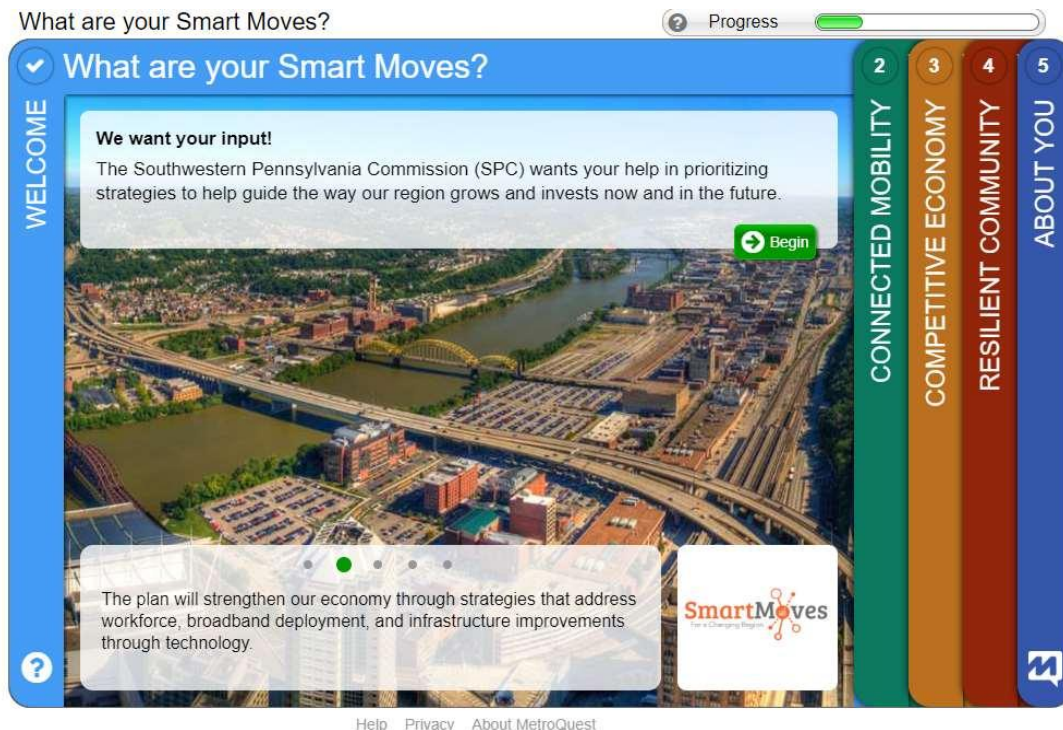 What are your Smart Moves?
Progress
What are your Smart Moves?
WELCOME
We want your input!
The Southwestern Pennsylvania Commission (SPC) wants your help in prioritizing
strategies to help guide the way our region grows and invests now and in the future.
Begin
The plan will strengthen our economy through strategies that address
workforce, broadband deployment, and infrastructure improvements
through technology.
SmartMoves
For a Changing Region
2
CONNECTED MOBILITY
3
COMPETITIVE ECONOMY
4
RESILIENT COMMUNITY
5
ABOUT YOU
Help Privacy About MetroQuest